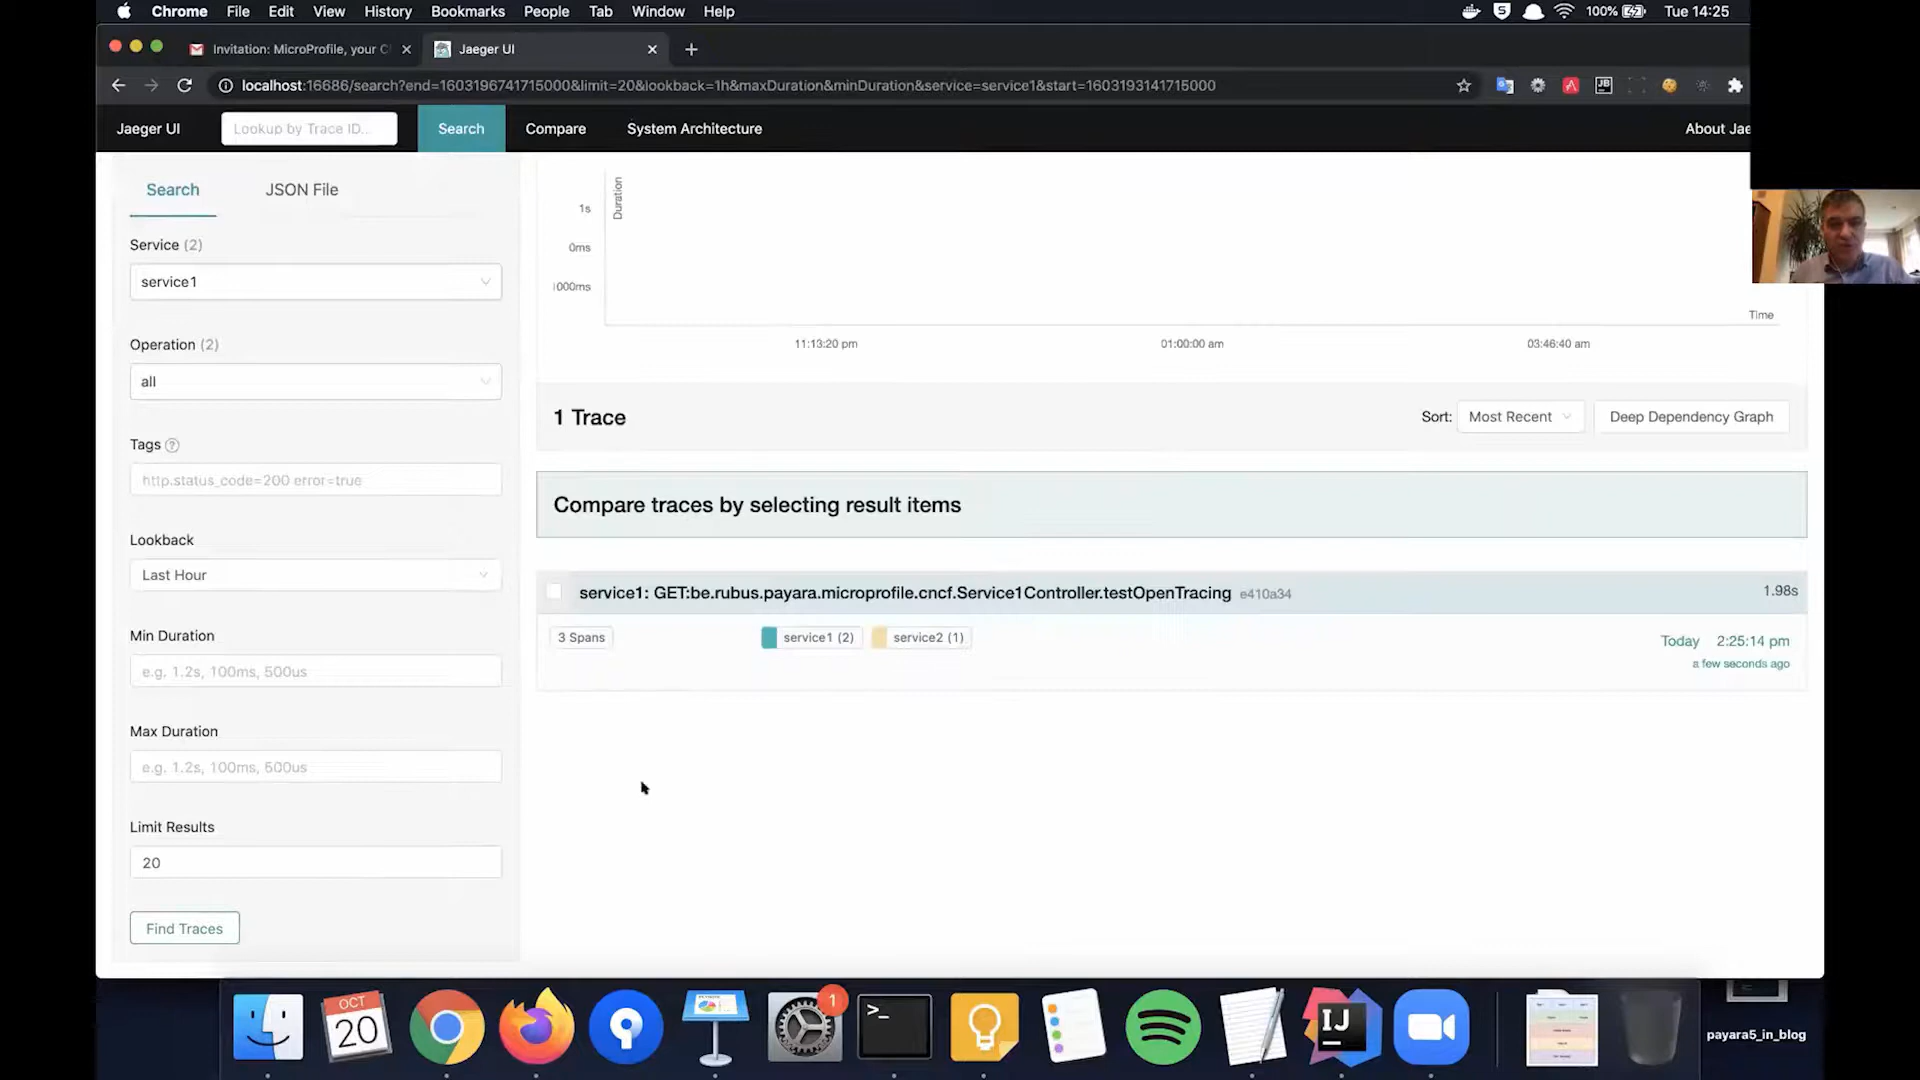 Chrome File Edit View History Bookmarks People Tab Window Help
100% Tue 14:25
Invitation: MicroProfile, your C
Jaeger UI
localhost:16686/search?end=1603196741715000&limit=20&lookback=1h&maxDuration&minDuration&service=service1&start=1603193141715000
Jaeger UI
Lookup by Trace ID...
Search
Compare
System Architecture
About Jae
Search
JSON File
Service (2)
service1
Operation (2)
all
Tags
http.status_code=200 error=true
Lookback
Last Hour
Min Duration
e.g. 1.2s, 100ms, 500us
Max Duration
e.g. 1.2s, 100ms, 500us
Limit Results
20
Find Traces
Duration
1s
0ms
000ms
Time
11:13:20 pm
01:00:00 am
03:46:40 am
1 Trace
Sort: Most Recent
Deep Dependency Graph
Compare traces by selecting result items
service1: GET:be.rubus.payara.microprofile.cncf.Service1Controller.testOpenTracing e410a34
1.98s
3 Spans
service1 (2)
service2 (1)
Today 2:25:14 pm
a few seconds ago
OCT
20
1
>_
IJ
payara5_in_blog